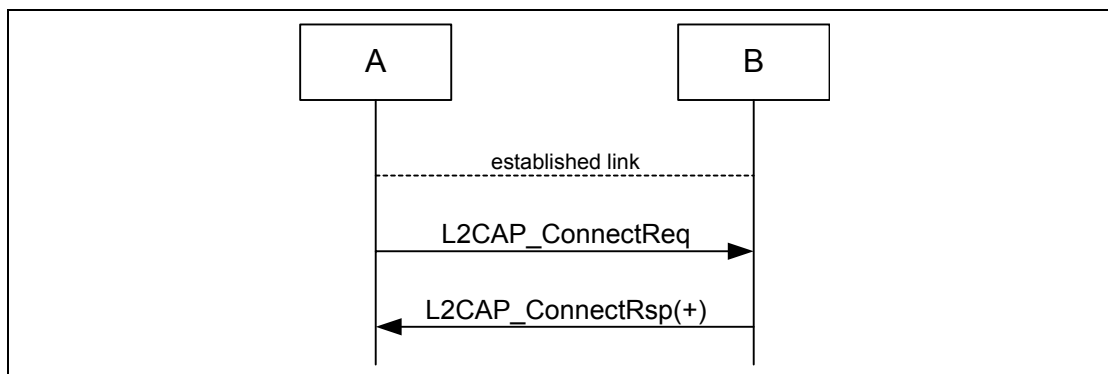 A
B
established link
L2CAP_ConnectReq
L2CAP_ConnectRsp(+)